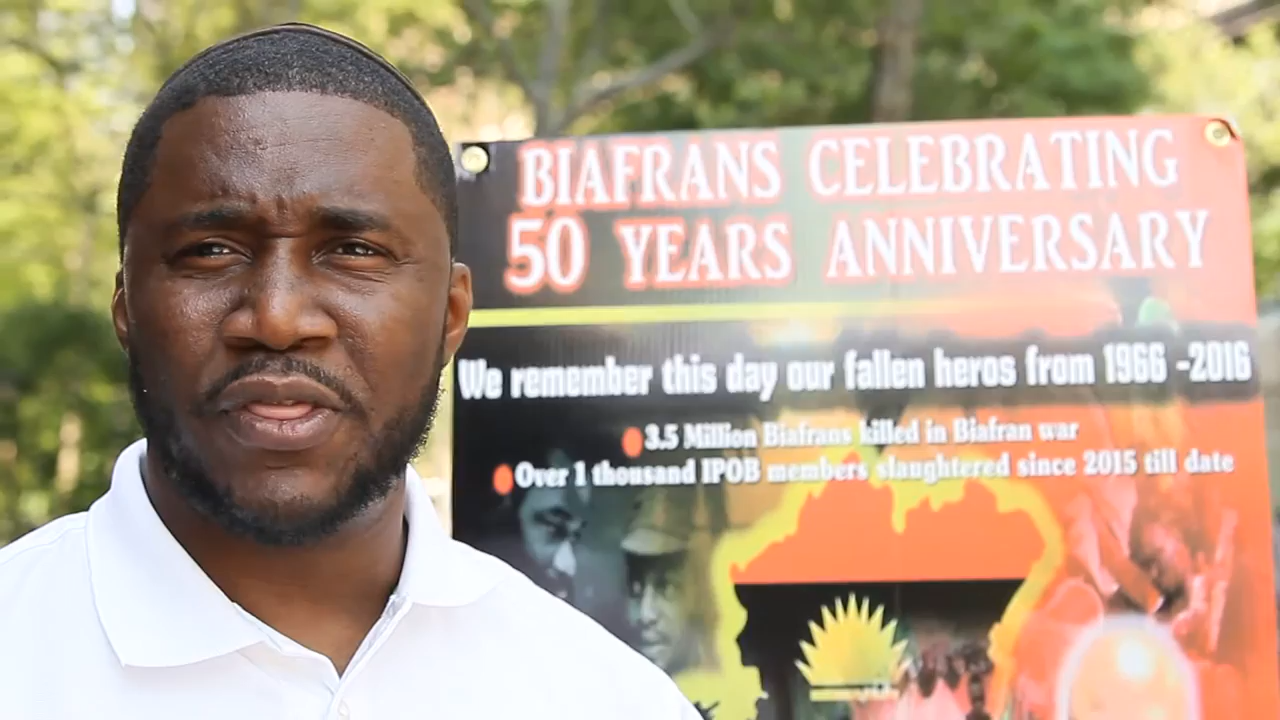 BIAFRANS CELEBRATING
50 YEARS ANNIVERSARY
We remember this day our fallen heros from 1966 -2016
3.5 Million Biafrans killed in Biafran war
Over 1 thousand IPOB members slaughtered since 2015 till date